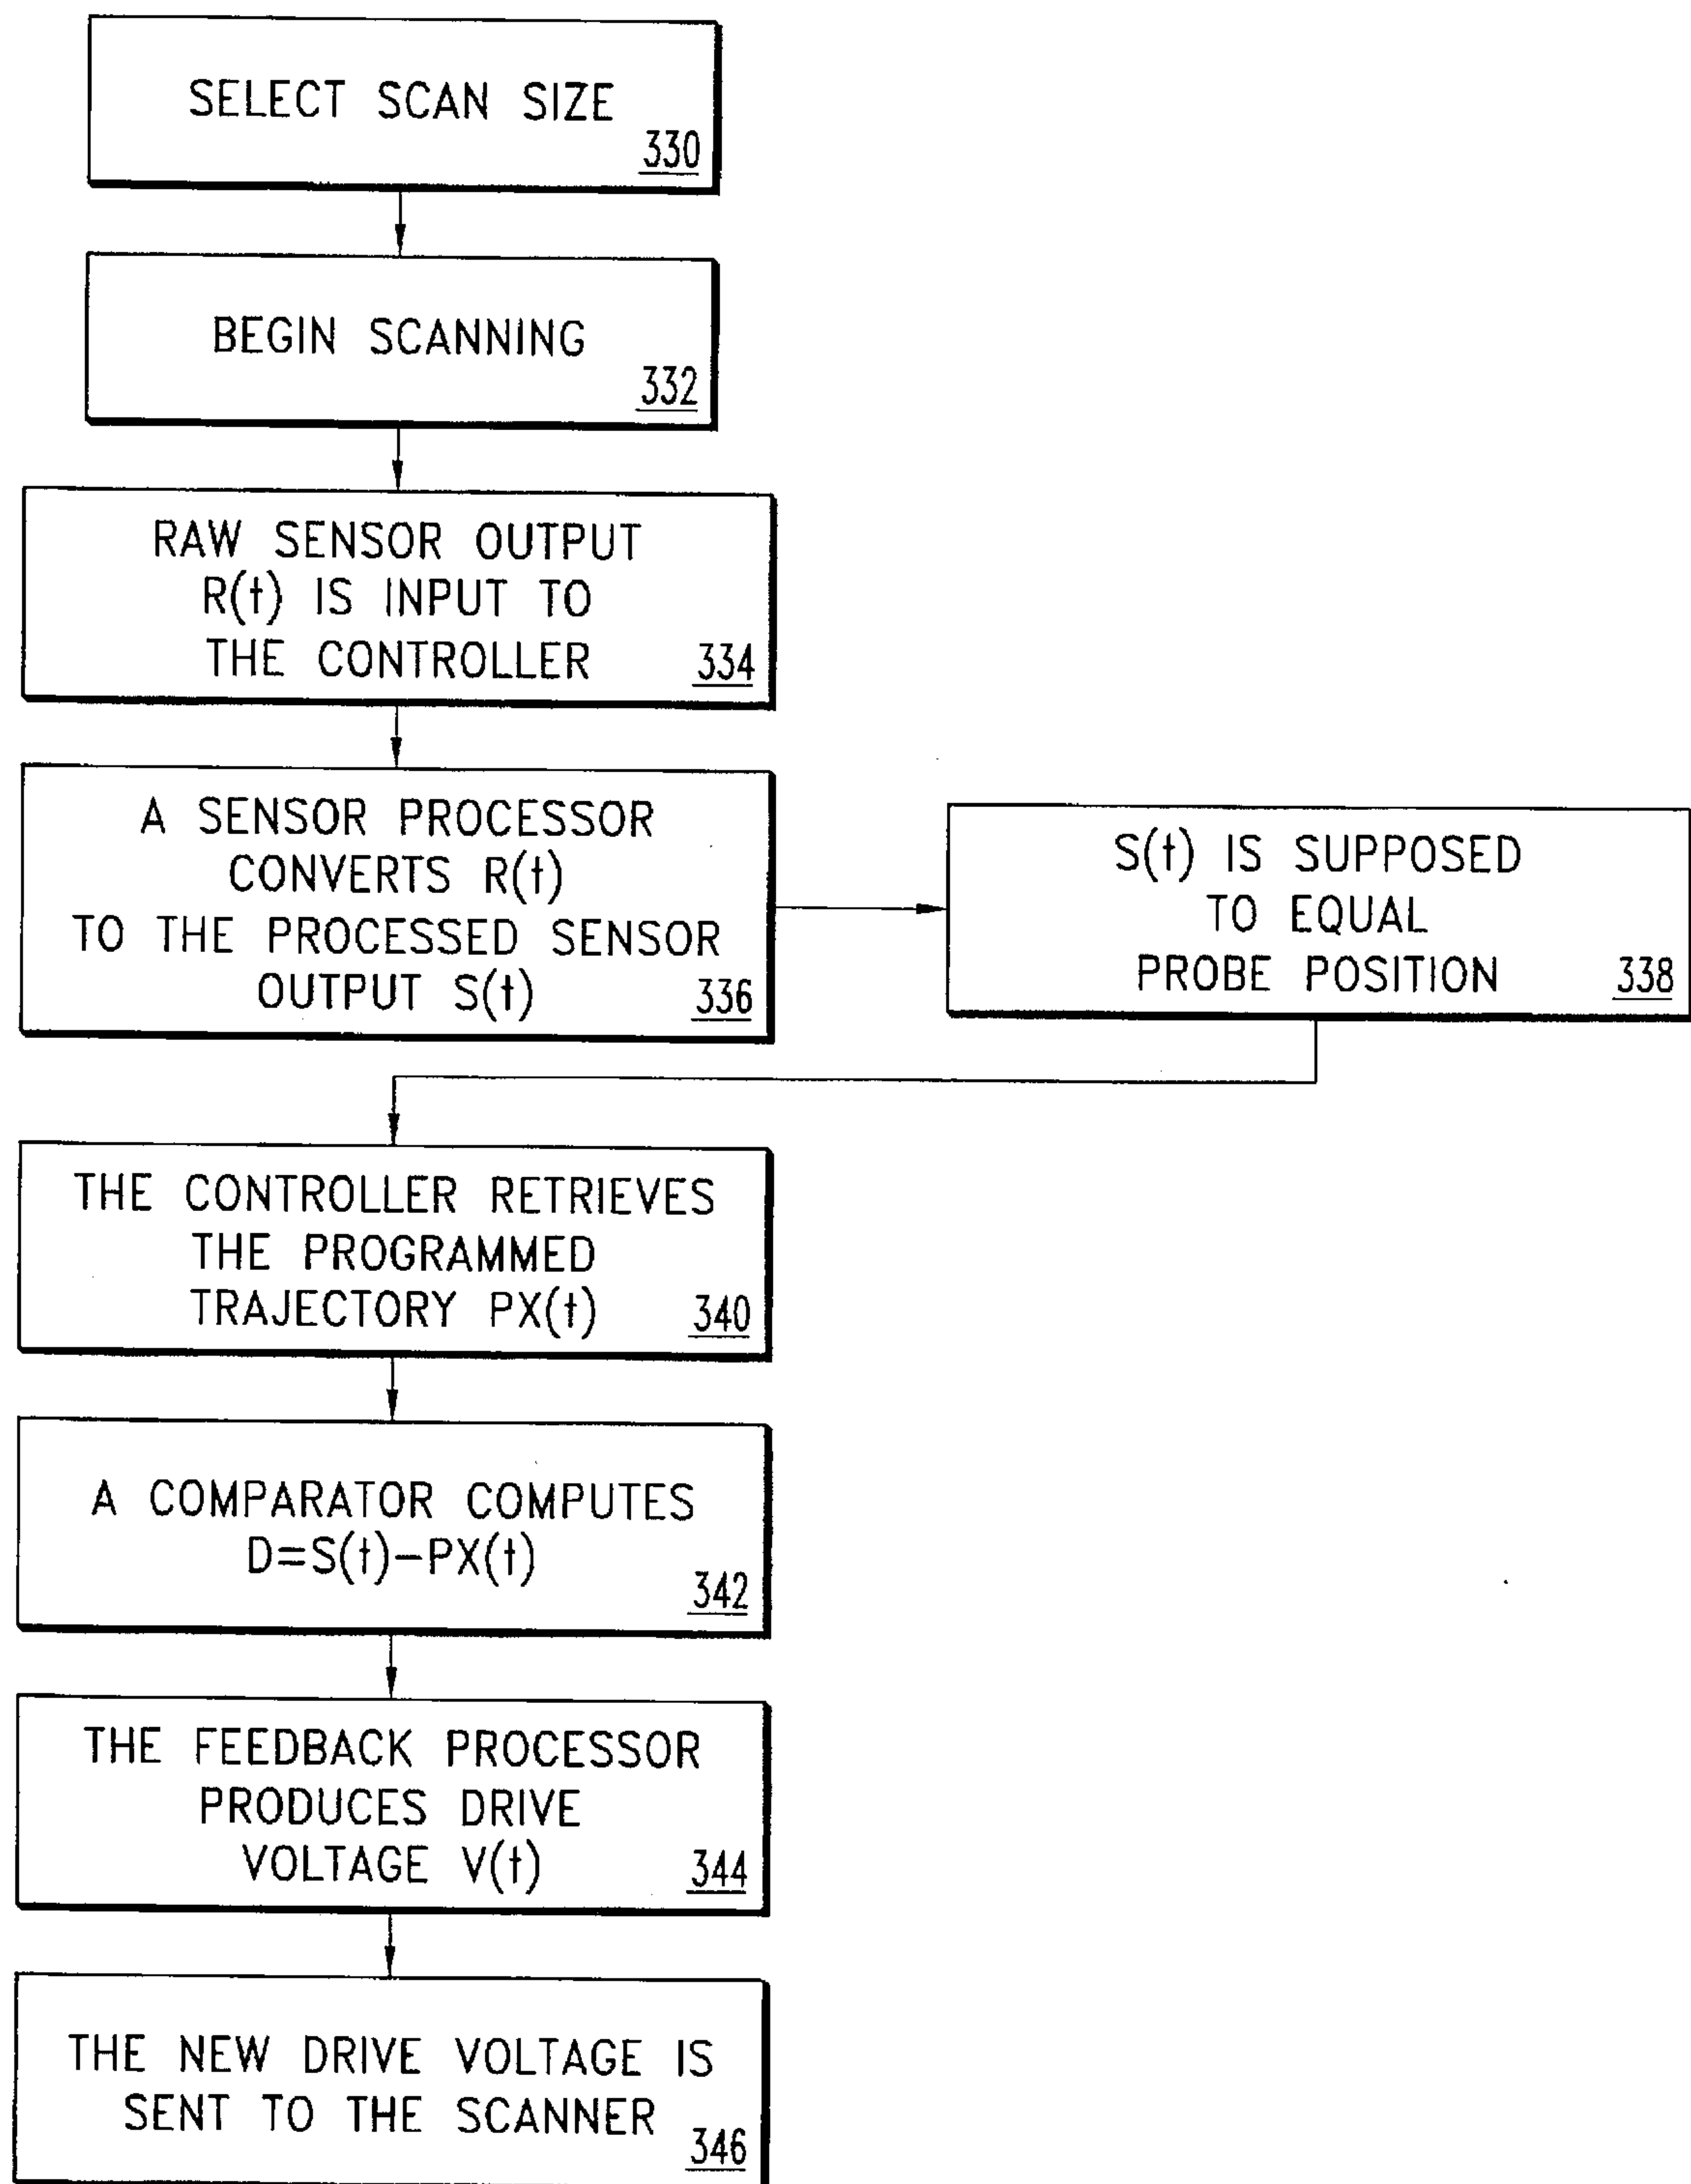 SELECT SCAN SIZE
330
BEGIN SCANNING
332
RAW SENSOR OUTPUT
R(t) IS INPUT TO
THE CONTROLLER
334
A SENSOR PROCESSOR
CONVERTS R(t)
TO THE PROCESSED SENSOR
OUTPUT S(t)
336
S(t) IS SUPPOSED
TO EQUAL
PROBE POSITION
338
THE CONTROLLER RETRIEVES
THE PROGRAMMED
TRAJECTORY PX(t)
340
A COMPARATOR COMPUTES
D=S(t)-PX(t)
342
THE FEEDBACK PROCESSOR
PRODUCES DRIVE
VOLTAGE V(t)
344
THE NEW DRIVE VOLTAGE IS
SENT TO THE SCANNER
346